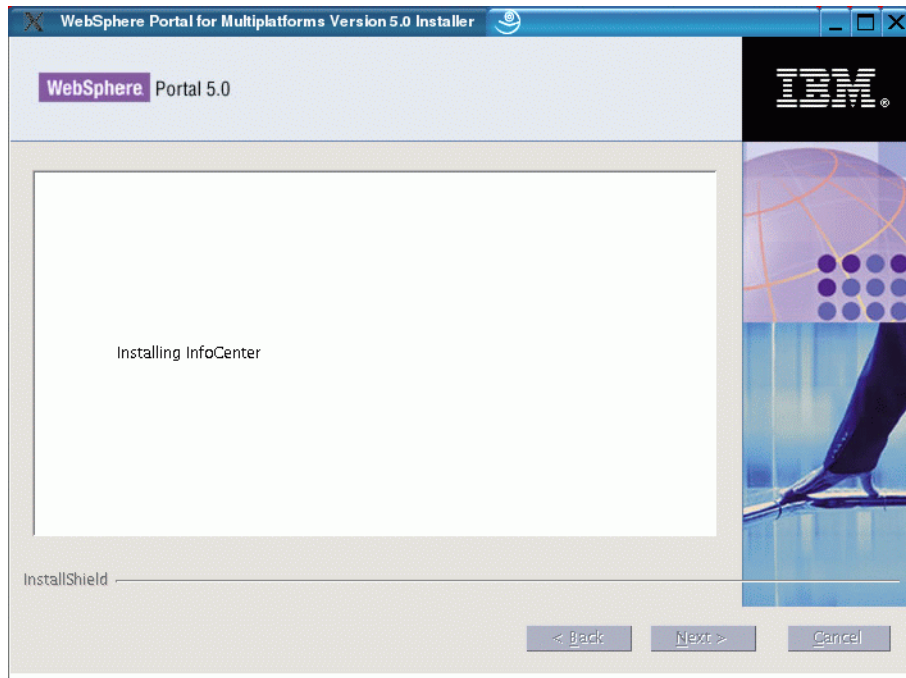 WebSphere Portal for Multiplatforms Version 5.0 Installer
WebSphere. Portal 5.0
IBM®
Installing InfoCenter
InstallShield
< Back Next > Cancel